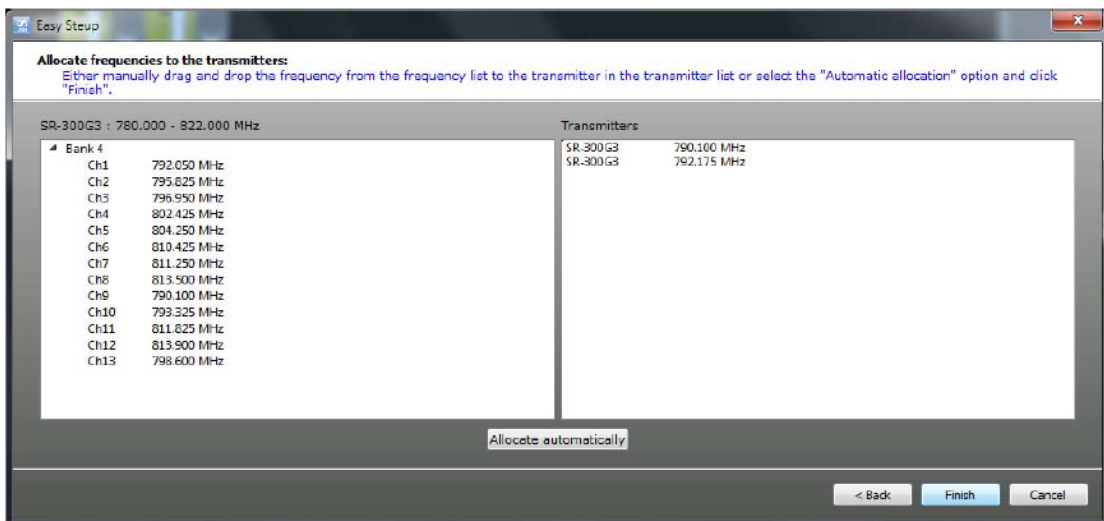 Easy Steup
Allocate frequencies to the transmitters:
Either manually drag and drop the frequency from the frequency list to the transmitter in the transmitter list or select the "Automatic allocation" option and click
"Finish".
SR-300G3 : 780.000 - 822.000 MHz
Bank 4
Ch1 792.050 MHz
Ch2 795.825 MHz
Ch3 796.950 MHz
Ch4 802.425 MHz
Ch5 804.250 MHz
Ch6 810.425 MHz
Ch7 811.250 MHz
Ch8 813.500 MHz
Ch9 790.100 MHz
Ch10 793.325 MHz
Ch11 811.825 MHz
Ch12 813.900 MHz
Ch13 798.600 MHz
Transmitters
SR-300G3 790.100 MHz
SR-300G3 792.175 MHz
Allocate automatically
< Back Finish Cancel